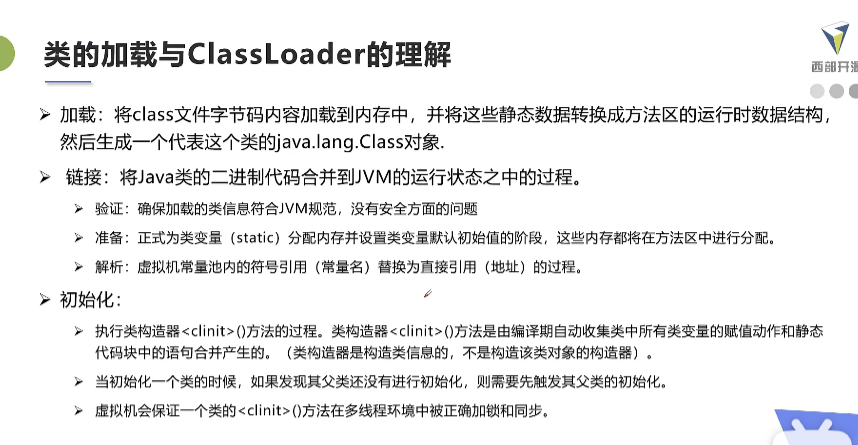 类的加载与ClassLoader的理解
西部开源
加载：将class文件字节码内容加载到内存中，并将这些静态数据转换成方法区的运行时数据结构，
然后生成一个代表这个类的java.lang.Class对象.
链接：将Java类的二进制代码合并到JVM的运行状态之中的过程。
验证：确保加载的类信息符合JVM规范，没有安全方面的问题
准备：正式为类变量（static）分配内存并设置类变量默认初始值的阶段，这些内存都将在方法区中进行分配。
解析：虚拟机常量池内的符号引用（常量名）替换为直接引用（地址）的过程。
初始化：
执行类构造器<clinit>()方法的过程。类构造器<clinit>()方法是由编译期自动收集类中所有类变量的赋值动作和静态
代码块中的语句合并产生的。（类构造器是构造类信息的，不是构造该类对象的构造器）。
当初始化一个类的时候，如果发现其父类还没有进行初始化，则需要先触发其父类的初始化。
虚拟机会保证一个类的<clinit>()方法在多线程环境中被正确加锁和同步。